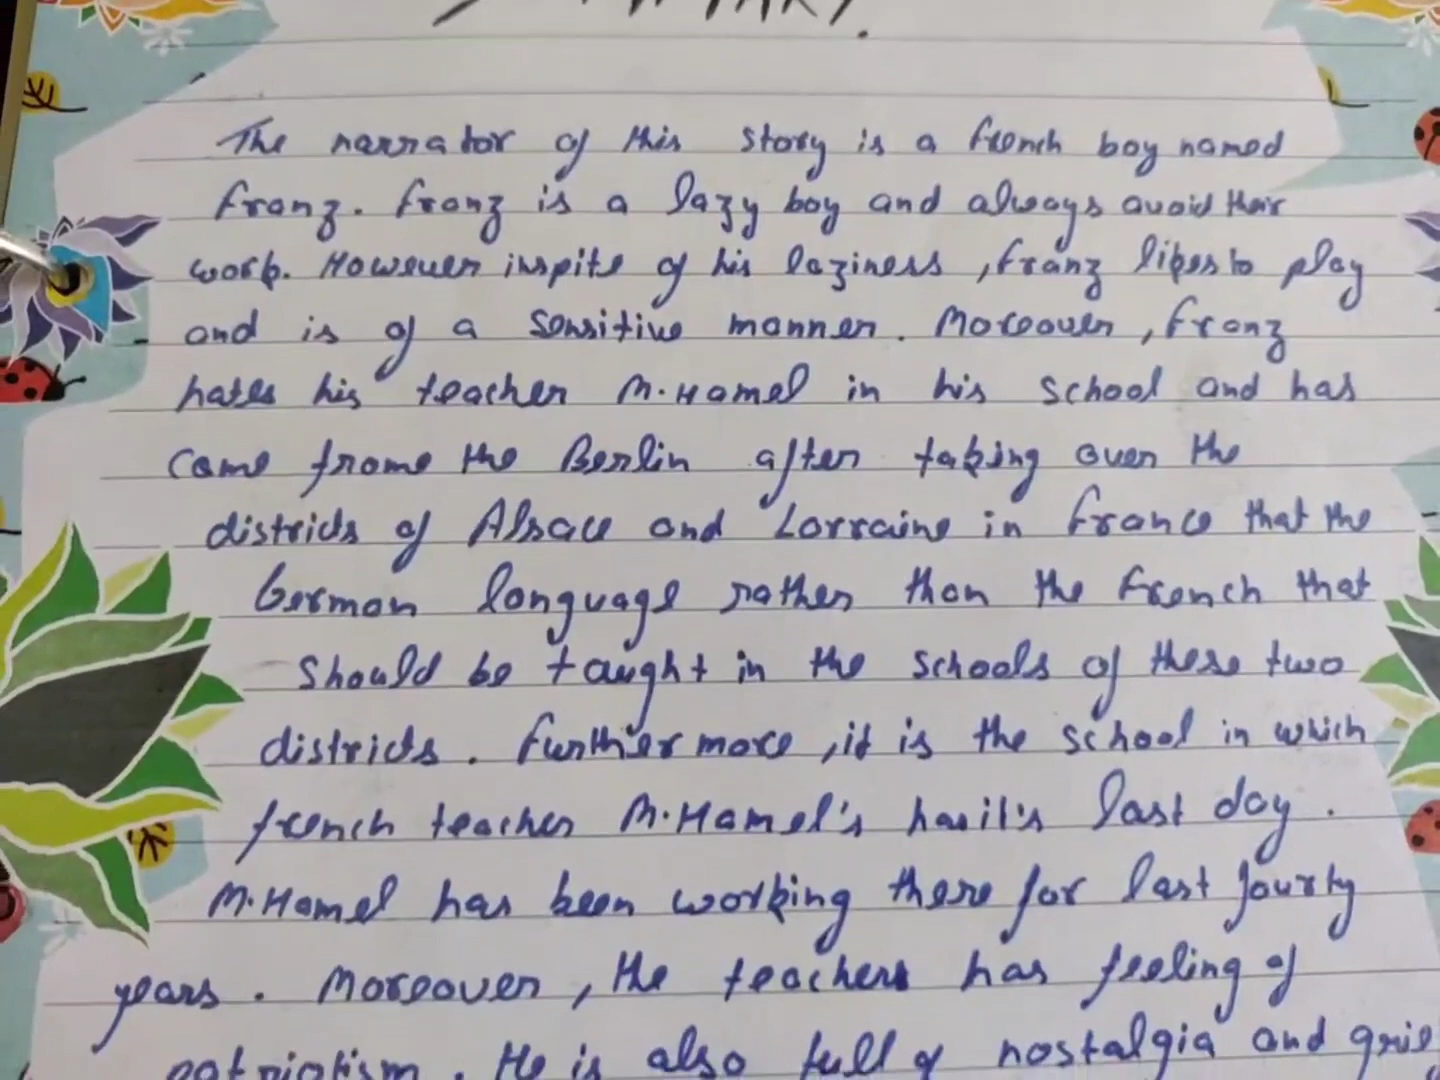 SUMMARY.
The narrator of this story is a french boy named
franz. franz is a lazy boy and always avoid their
work. However inspite of his laziness, franz likes to play
and is of a sensitive manner. Moreover, franz
hates his teacher M. Hamel in his school and has
came frome the Berlin after taking over the
districts of Alsace and Lorraine in france that the
German language rather than the french that
should be taught in the schools of these two
districts. furthermore, it is the school in which
french teacher M. Hamel's last day.
M. Hamel has been working there for last fourty
years. Moreover, the teachers has feeling of
patriotism. He is also full of nostalgia and grief